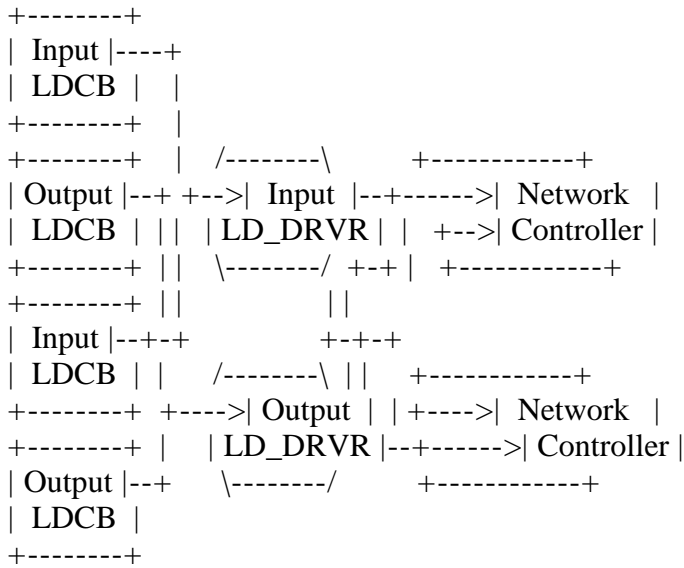 +--------+
|  Input |----+
|  LDCB  |    |
+--------+    |
+--------+    |    /--------\         +------------+
| Output |--+ +-->|  Input  |--+------>|  Network   |
|  LDCB  |  | |   | LD_DRVR |  |   +-->| Controller |
+--------+  | |    \--------/  +-+ |   +------------+
+--------+  | |                  | |
|  Input |--+-+                +-+-+
|  LDCB  |  |      /--------\  | |     +------------+
+--------+  +---->| Output  |  | +---->|  Network   |
+--------+  |     | LD_DRVR |--+------>| Controller |
| Output |--+      \--------/          +------------+
|  LDCB  |
+--------+